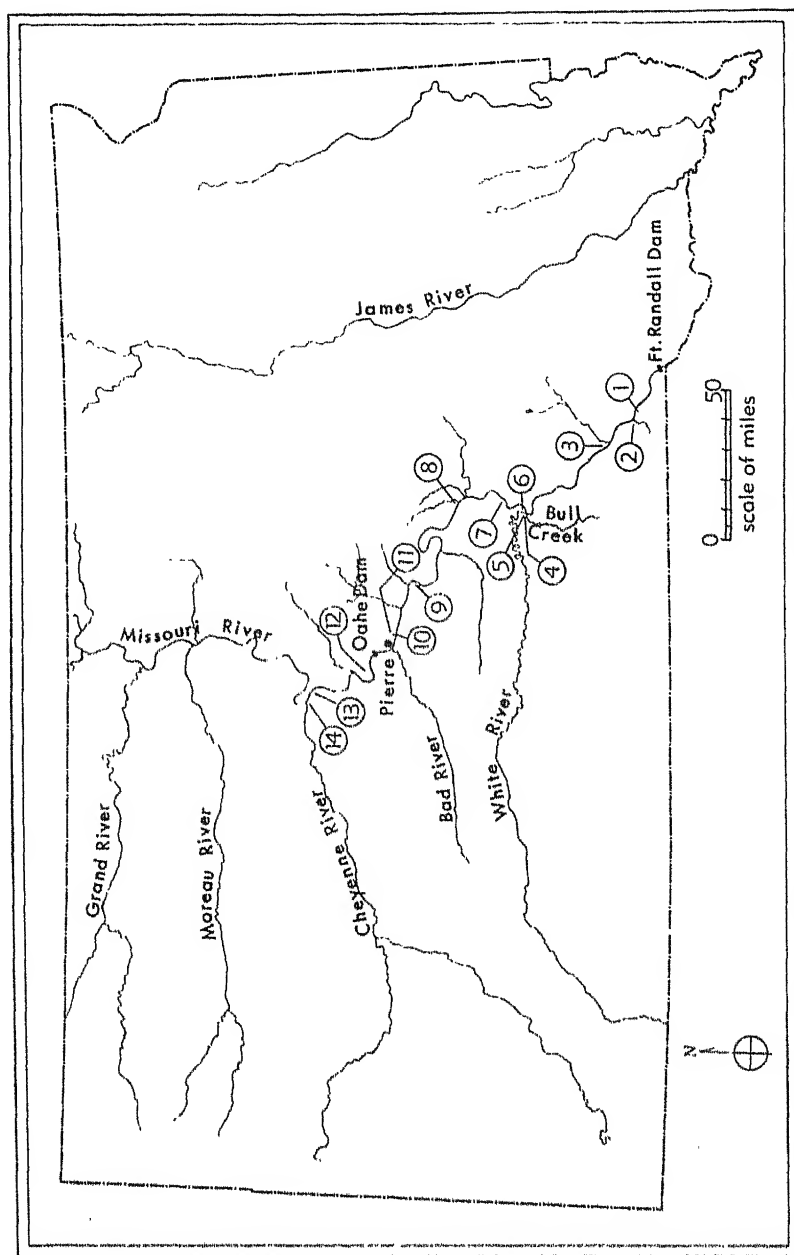 Grand River
Moreau River
Missouri River
Cheyenne River
14
13
12
Oahe Dam
Pierre
10
11
9
Bad River
White River
8
7
6
5
4
Bull
Creek
3
2
1
James River
Ft. Randall Dam
N
0 50
scale of miles